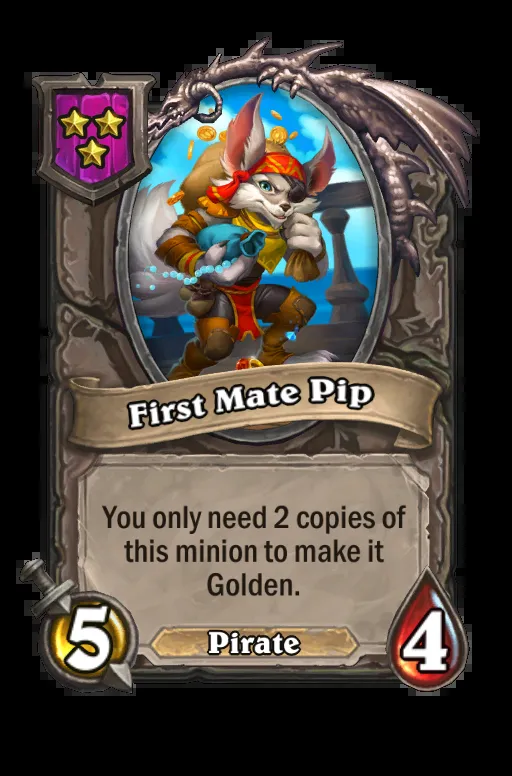 First Mate Pip
You only need 2 copies of
this minion to make it
Golden.
5
Pirate
4